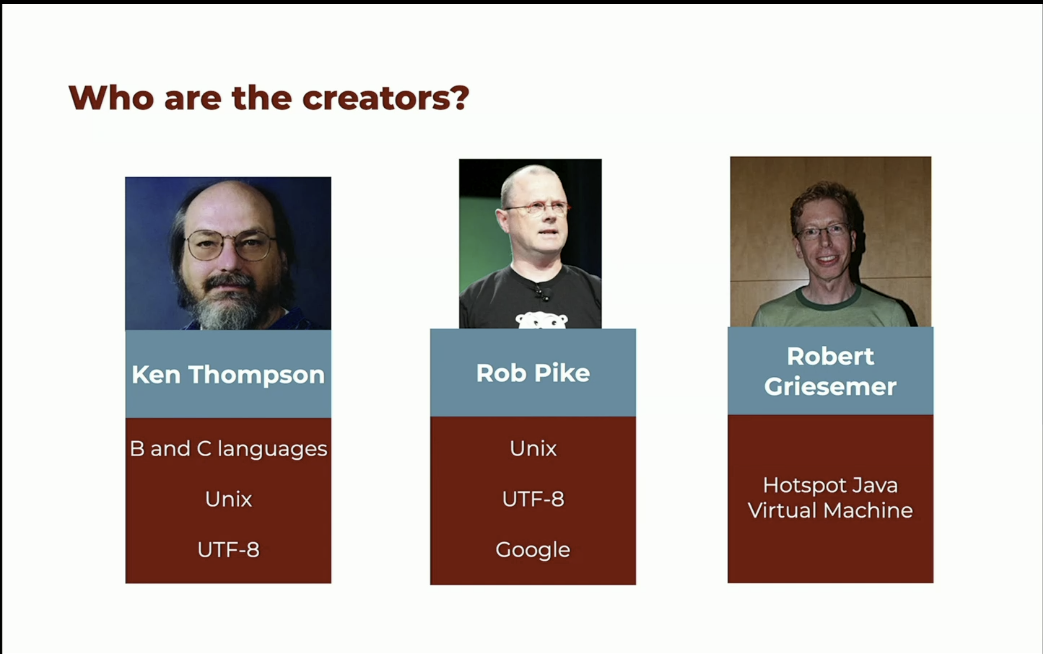 Who are the creators?
Ken Thompson
B and C languages
Unix
UTF-8
Rob Pike
Unix
UTF-8
Google
Robert
Griesemer
Hotspot Java
Virtual Machine